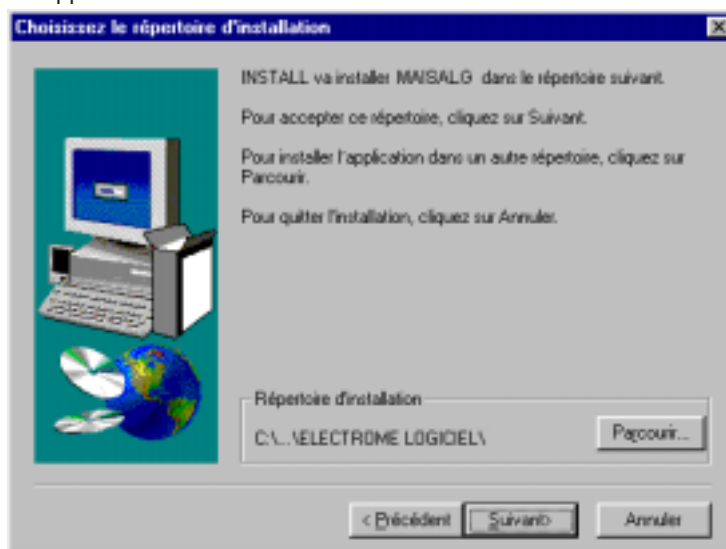 Choisissez le répertoire d'installation
INSTALL va installer MAISALG dans le répertoire suivant.
Pour accepter ce répertoire, cliquez sur Suivant.
Pour installer l'application dans un autre répertoire, cliquez sur
Parcourir.
Pour quitter l'installation, cliquez sur Annuler.
Répertoire d'installation
C:\...\ELECTROME LOGICIEL\
Parcourir...
< Précédent
Suivant>
Annuler